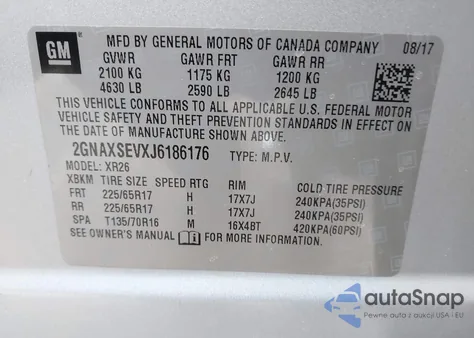 GM
MFD BY GENERAL MOTORS OF CANADA COMPANY 08/17
GVWR GAWR FRT GAWR RR
2100 KG 1175 KG 1200 KG
4630 LB 2590 LB 2645 LB
THIS VEHICLE CONFORMS TO ALL APPLICABLE U.S. FEDERAL MOTOR
VEHICLE SAFETY AND THEFT PREVENTION STANDARDS IN EFFECT ON
THE DATE OF MANUFACTURE SHOWN ABOVE.
2GNAXSEVXJ6186176 TYPE: M.P.V.
MODEL: XR26
XBKM TIRE SIZE SPEED RTG RIM COLD TIRE PRESSURE
FRT 225/65R17 H 17X7J 240KPA(35PSI)
RR 225/65R17 H 17X7J 240KPA(35PSI)
SPA T135/70R16 M 16X4BT 420KPA(60PSI)
SEE OWNER'S MANUAL FOR MORE INFORMATION
autoSnap
Pewne auta z aukcji USA i EU